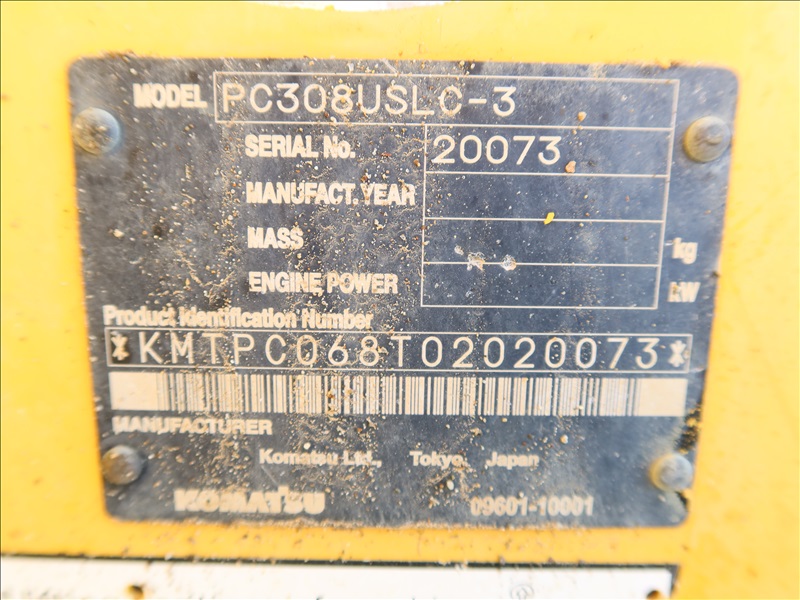 MODEL PC308USLC-3
SERIAL No. 20073
MANUFACT. YEAR
MASS kg
ENGINE POWER kW
Product Identification Number
*KMTPC068T02020073*
MANUFACTURER
Komatsu Ltd., Tokyo, Japan
KOMATSU 09601-10001